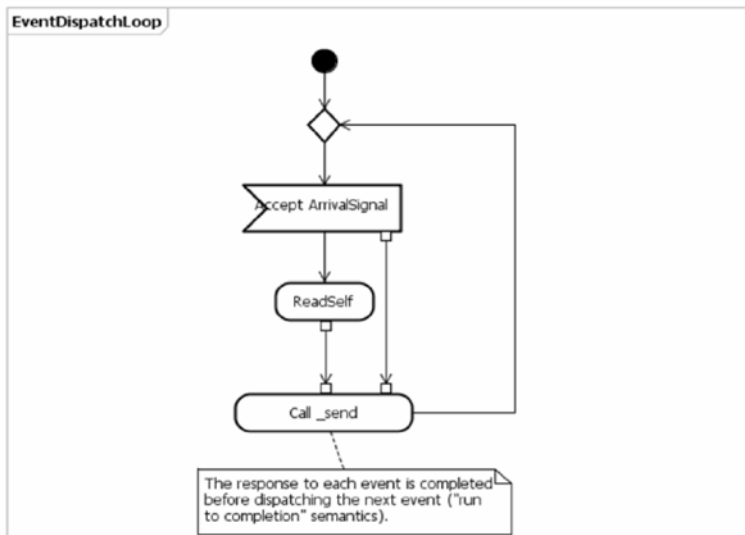 EventDispatchLoop
Accept ArrivalSignal
ReadSelf
Call _send
The response to each event is completed
before dispatching the next event ("run
to completion" semantics).